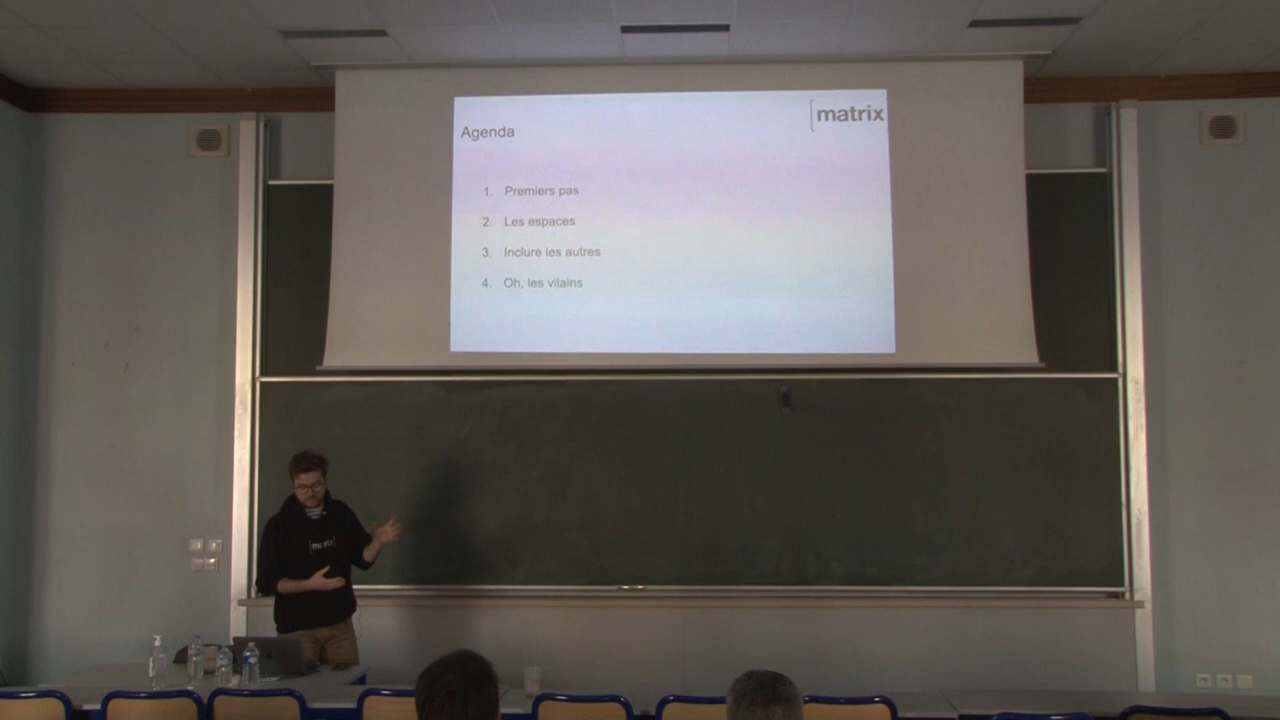 [matrix
Agenda
1. Premiers pas
2. Les espaces
3. Inclure les autres
4. Oh, les vilains